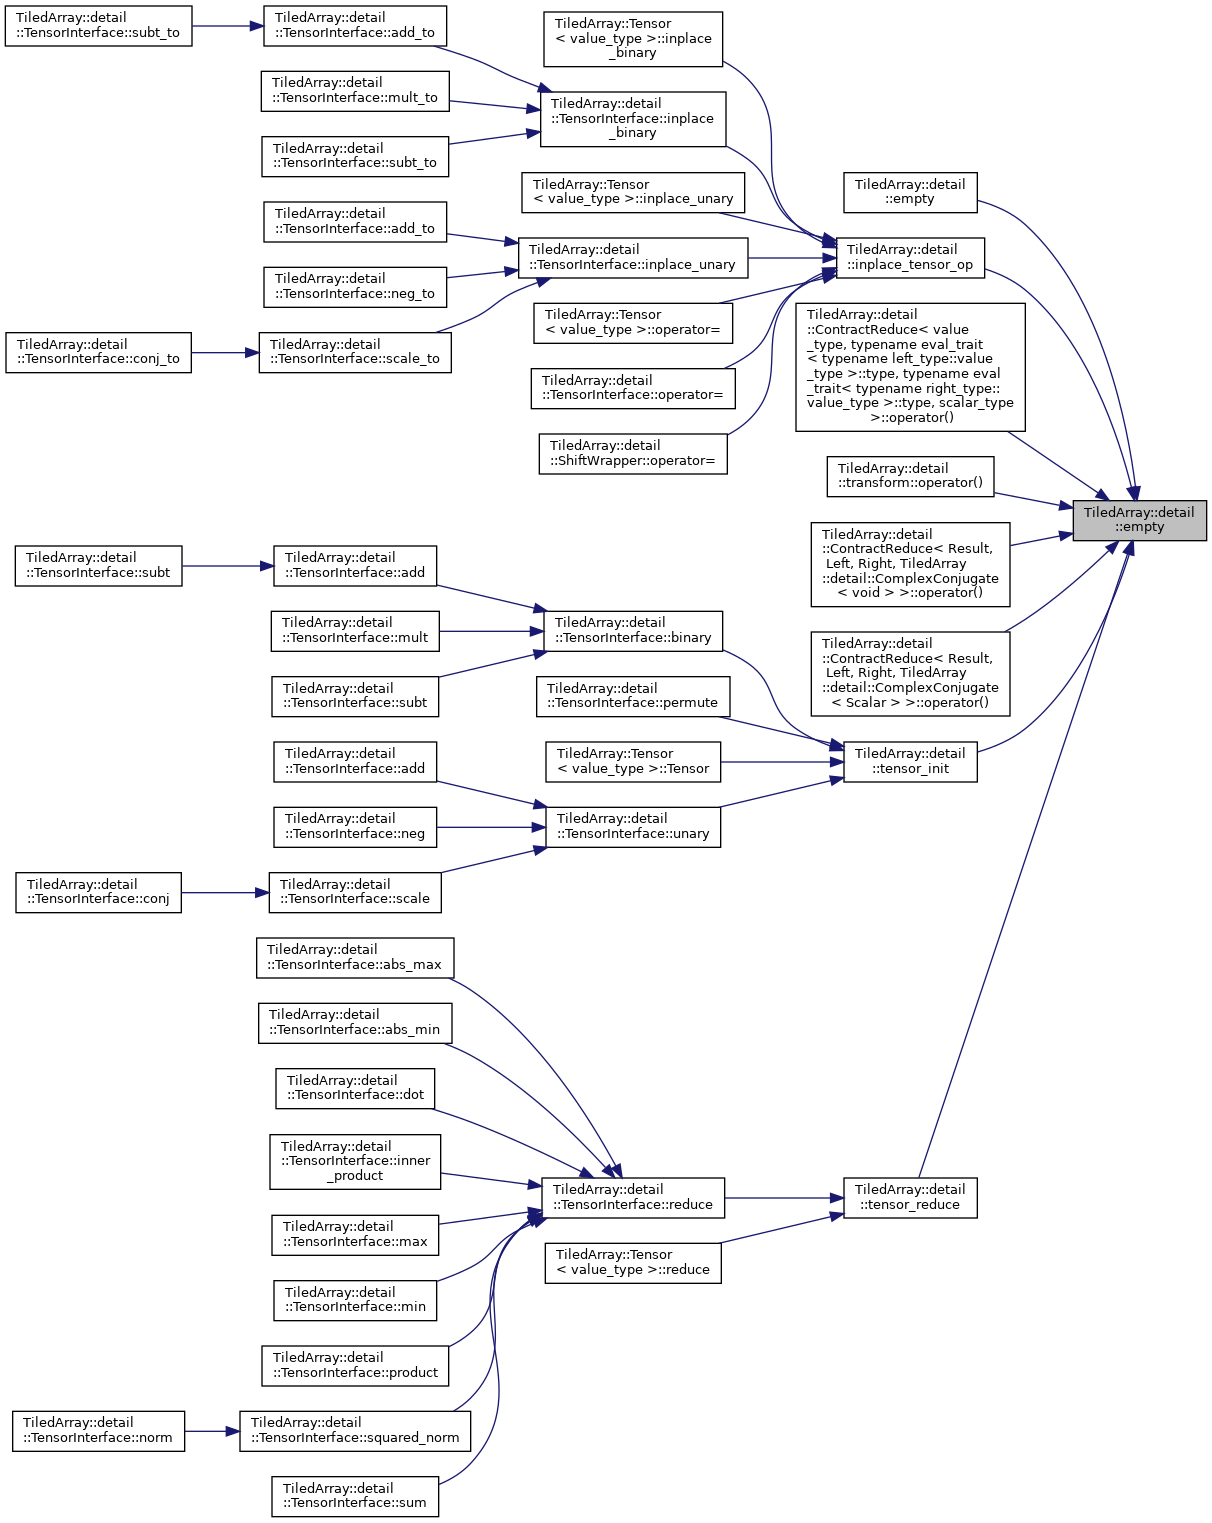 TiledArray::detail
::TensorInterface::subt_to
TiledArray::detail
::TensorInterface::add_to
TiledArray::Tensor
< value_type >::inplace
_binary
TiledArray::detail
::TensorInterface::mult_to
TiledArray::detail
::TensorInterface::inplace
_binary
TiledArray::detail
::TensorInterface::subt_to
TiledArray::Tensor
< value_type >::inplace_unary
TiledArray::detail
::empty
TiledArray::detail
::TensorInterface::add_to
TiledArray::detail
::TensorInterface::inplace_unary
TiledArray::detail
::inplace_tensor_op
TiledArray::detail
::TensorInterface::neg_to
TiledArray::Tensor
< value_type >::operator=
TiledArray::detail
::ContractReduce< value
_type, typename eval_trait
< typename left_type::value
_type >::type, typename eval
_trait< typename right_type::
value_type >::type, scalar_type
>::operator()
TiledArray::detail
::TensorInterface::conj_to
TiledArray::detail
::TensorInterface::scale_to
TiledArray::detail
::TensorInterface::operator=
TiledArray::detail
::ShiftWrapper::operator=
TiledArray::detail
::transform::operator()
TiledArray::detail
::empty
TiledArray::detail
::ContractReduce< Result,
Left, Right, TiledArray
::detail::ComplexConjugate
< void > >::operator()
TiledArray::detail
::TensorInterface::subt
TiledArray::detail
::TensorInterface::add
TiledArray::detail
::TensorInterface::mult
TiledArray::detail
::TensorInterface::binary
TiledArray::detail
::ContractReduce< Result,
Left, Right, TiledArray
::detail::ComplexConjugate
< Scalar > >::operator()
TiledArray::detail
::TensorInterface::subt
TiledArray::detail
::TensorInterface::permute
TiledArray::detail
::TensorInterface::add
TiledArray::Tensor
< value_type >::Tensor
TiledArray::detail
::tensor_init
TiledArray::detail
::TensorInterface::neg
TiledArray::detail
::TensorInterface::unary
TiledArray::detail
::TensorInterface::conj
TiledArray::detail
::TensorInterface::scale
TiledArray::detail
::TensorInterface::abs_max
TiledArray::detail
::TensorInterface::abs_min
TiledArray::detail
::TensorInterface::dot
TiledArray::detail
::TensorInterface::inner
_product
TiledArray::detail
::TensorInterface::reduce
TiledArray::detail
::tensor_reduce
TiledArray::detail
::TensorInterface::max
TiledArray::Tensor
< value_type >::reduce
TiledArray::detail
::TensorInterface::min
TiledArray::detail
::TensorInterface::product
TiledArray::detail
::TensorInterface::norm
TiledArray::detail
::TensorInterface::squared_norm
TiledArray::detail
::TensorInterface::sum